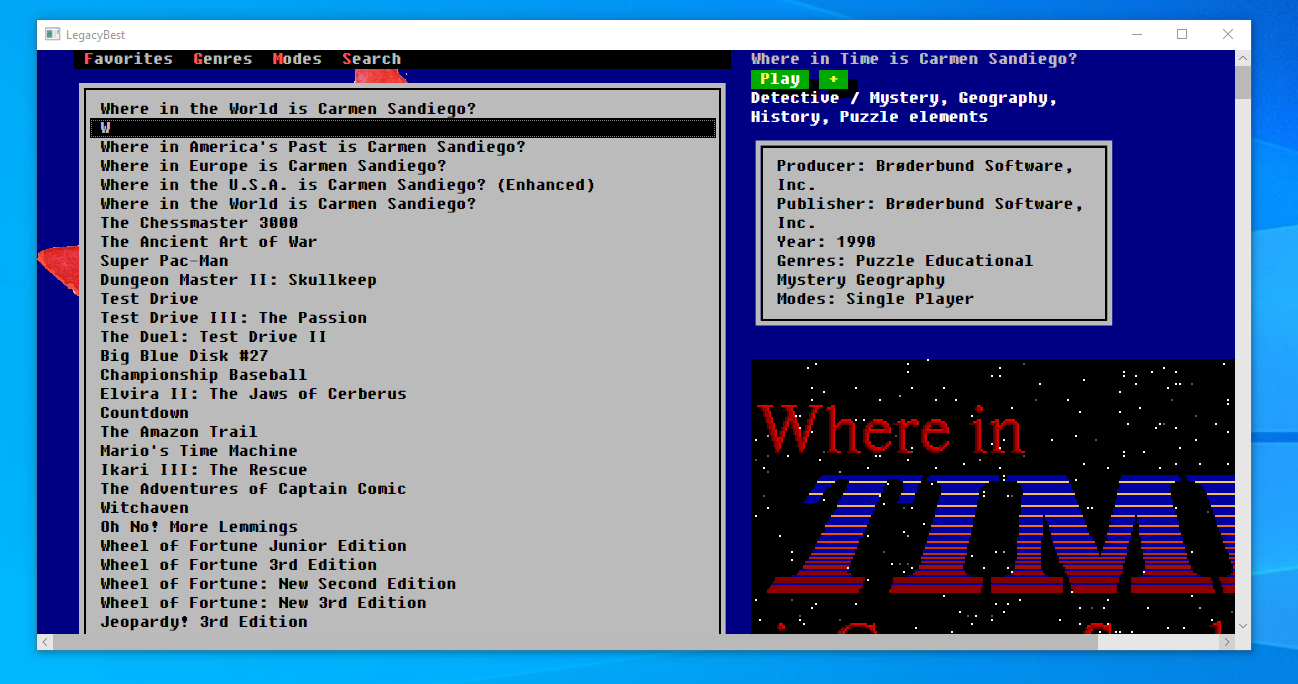 LegacyBest
Favorites Genres Modes Search
Where in the World is Carmen Sandiego?
W
Where in America's Past is Carmen Sandiego?
Where in Europe is Carmen Sandiego?
Where in the U.S.A. is Carmen Sandiego? (Enhanced)
Where in the World is Carmen Sandiego?
The Chessmaster 3000
The Ancient Art of War
Super Pac-Man
Dungeon Master II: Skullkeep
Test Drive
Test Drive III: The Passion
The Duel: Test Drive II
Big Blue Disk #27
Championship Baseball
Elvira II: The Jaws of Cerberus
Countdown
The Amazon Trail
Mario's Time Machine
Ikari III: The Rescue
The Adventures of Captain Comic
Witchaven
Oh No! More Lemmings
Wheel of Fortune Junior Edition
Wheel of Fortune 3rd Edition
Wheel of Fortune: New Second Edition
Wheel of Fortune: New 3rd Edition
Jeopardy! 3rd Edition
Where in Time is Carmen Sandiego?
Play +
Detective / Mystery, Geography,
History, Puzzle elements
Producer: Brøderbund Software,
Inc.
Publisher: Brøderbund Software,
Inc.
Year: 1990
Genres: Puzzle Educational
Mystery Geography
Modes: Single Player
Where in
TIM